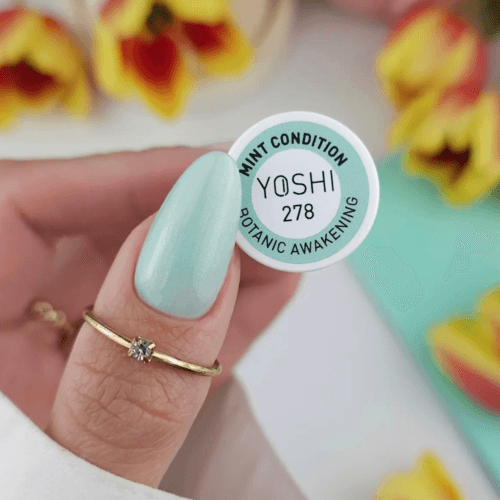 MINT CONDITION
YOSHI
278
BOTANIC AWAKENING